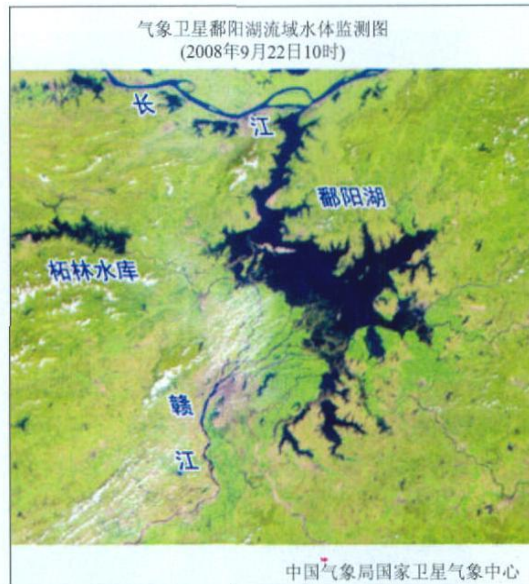 气象卫星鄱阳湖流域水体监测图
(2008年9月22日10时)
长
江
鄱阳湖
柘林水库
赣
江
中国气象局国家卫星气象中心